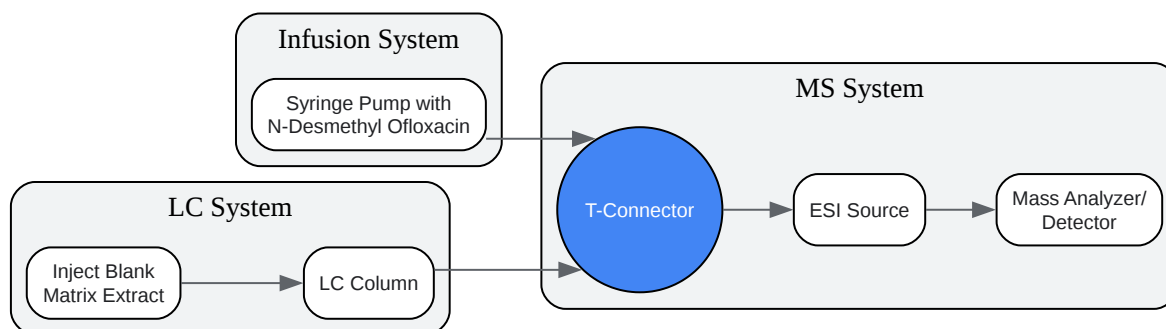 Infusion System
Syringe Pump with
N-Desmethyl Ofloxacin
MS System
T-Connector
ESI Source
Mass Analyzer/
Detector
LC System
Inject Blank
Matrix Extract
LC Column